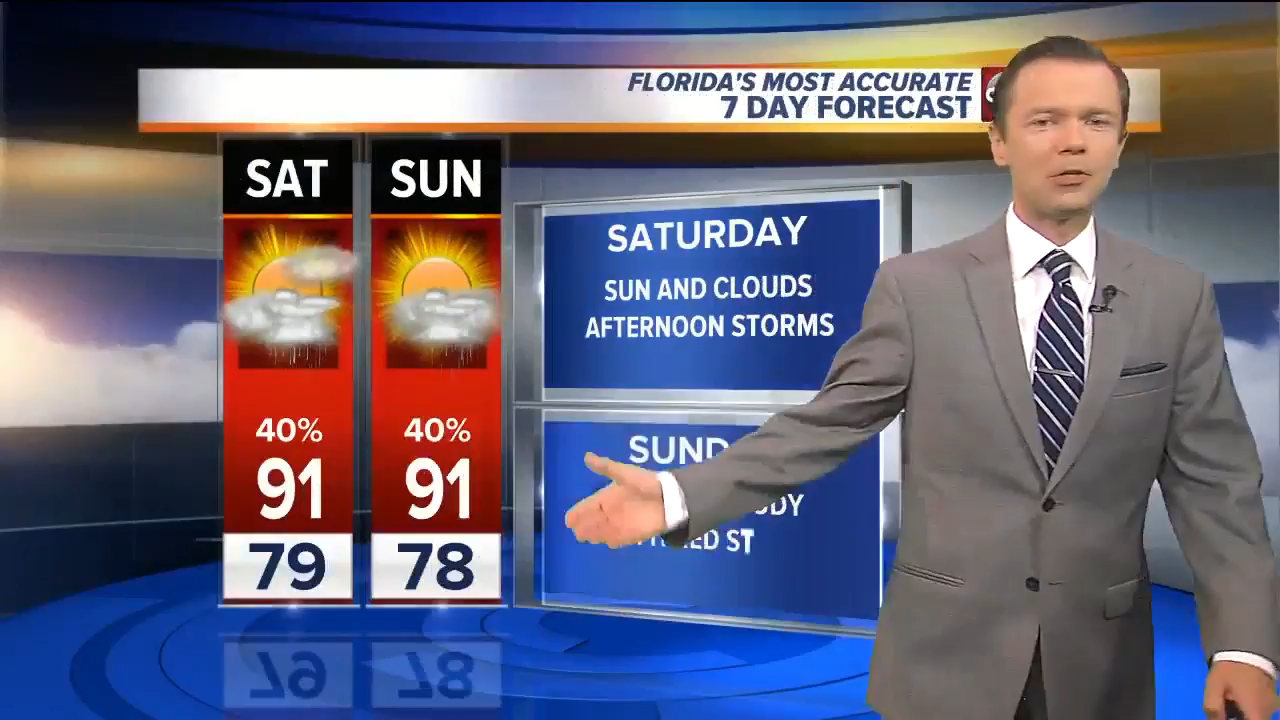 FLORIDA'S MOST ACCURATE
7 DAY FORECAST
SAT
SUN
40%
40%
91
91
79
78
SATURDAY
SUN AND CLOUDS
AFTERNOON STORMS